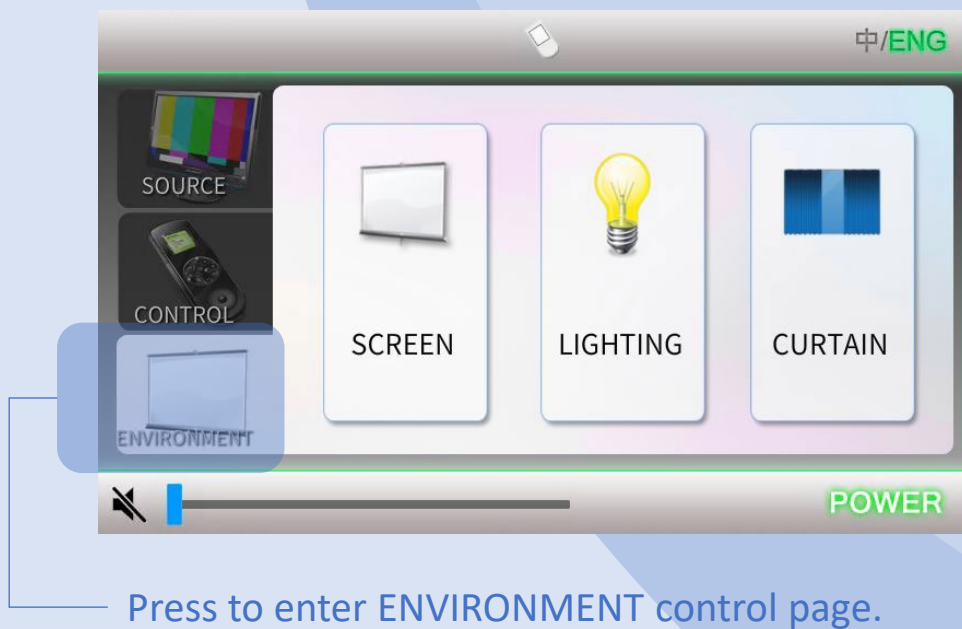 中/ENG
SOURCE
CONTROL
ENVIRONMENT
SCREEN
LIGHTING
CURTAIN
POWER
Press to enter ENVIRONMENT control page.